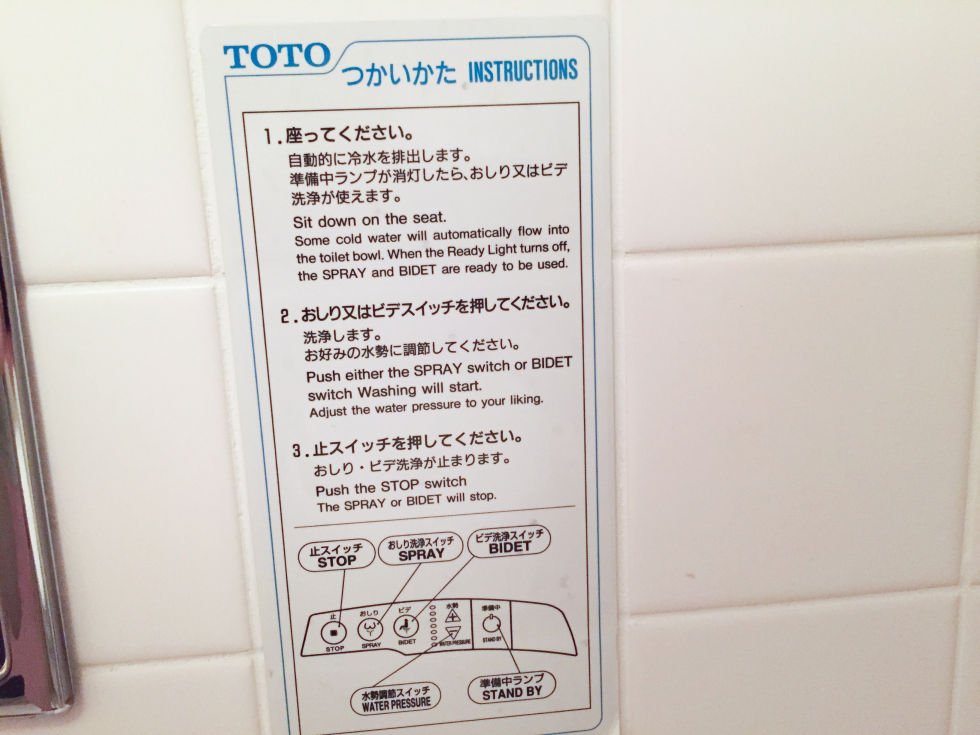 TOTO
つかいかた INSTRUCTIONS
1.座ってください。
自動的に冷水を排出します。
準備中ランプが消灯したら、おしり又はビデ
洗浄が使えます。
Sit down on the seat.
Some cold water will automatically flow into
the toilet bowl. When the Ready Light turns off,
the SPRAY and BIDET are ready to be used.
2.おしり又はビデスイッチを押してください。
洗浄します。
お好みの水勢に調節してください。
Push either the SPRAY switch or BIDET
switch Washing will start.
Adjust the water pressure to your liking.
3.止スイッチを押してください。
おしり・ビデ洗浄が止まります。
Push the STOP switch
The SPRAY or BIDET will stop.
止スイッチ
STOP
おしり洗浄スイッチ
SPRAY
ビデ洗浄スイッチ
BIDET
止 おしり ビデ 水勢 準備中
STOP SPRAY BIDET WATER PRESSURE STAND BY
水勢調節スイッチ
WATER PRESSURE
準備中ランプ
STAND BY